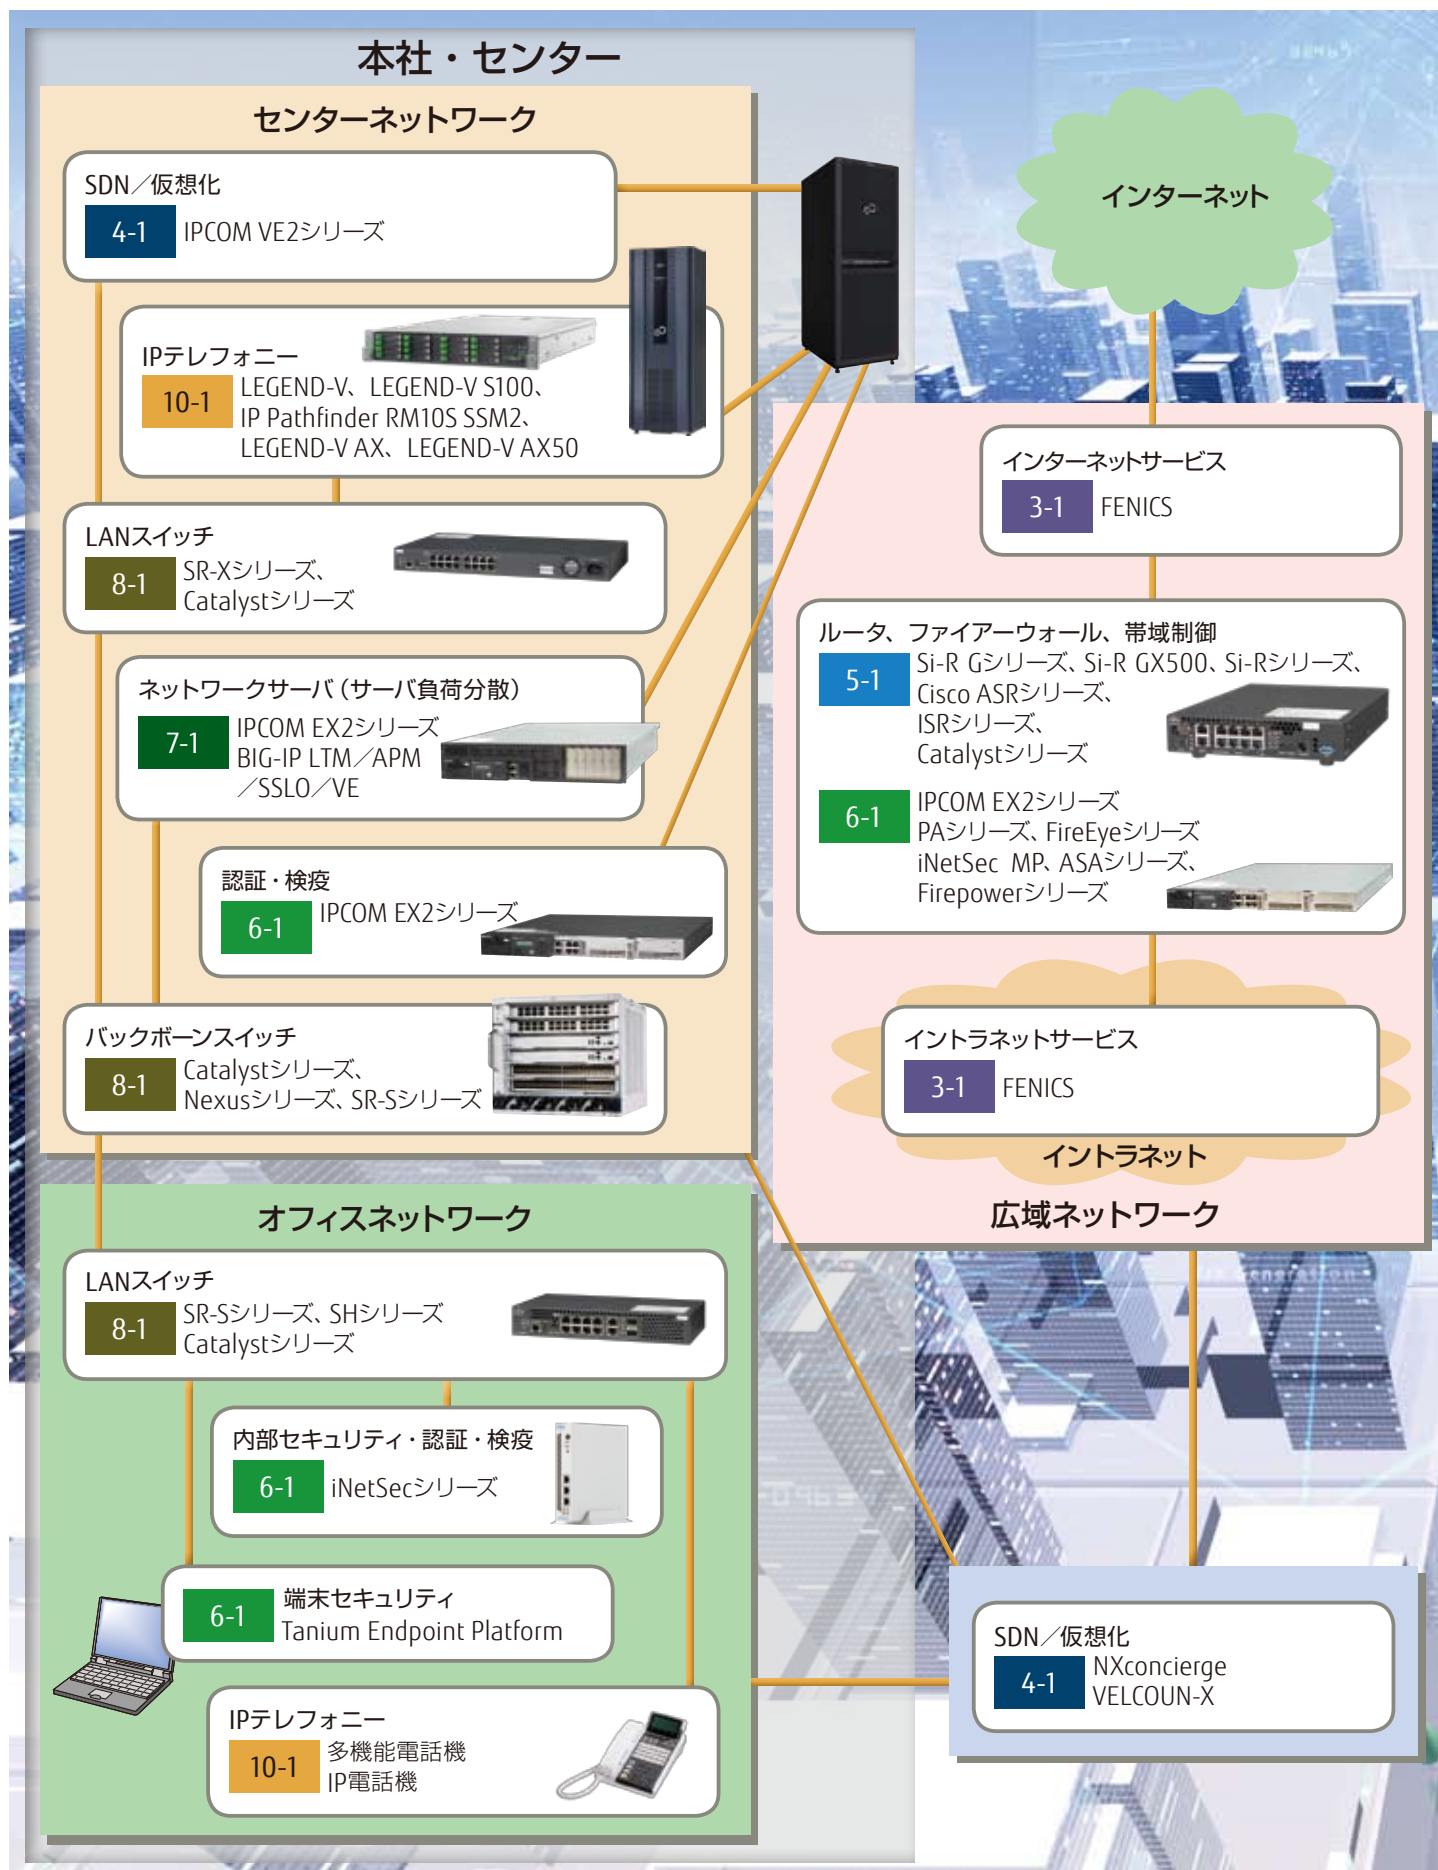 本社・センター
センターネットワーク
SDN／仮想化
4-1 IPCOM VE2シリーズ
IPテレフォニー
10-1
LEGEND-V、LEGEND-V S100、
IP Pathfinder RM10S SSM2、
LEGEND-V AX、LEGEND-V AX50
LANスイッチ
8-1
SR-Xシリーズ、
Catalystシリーズ
ネットワークサーバ（サーバ負荷分散）
7-1
IPCOM EX2シリーズ
BIG-IP LTM／APM
／SSLO／VE
認証・検疫
6-1
IPCOM EX2シリーズ
バックボーンスイッチ
8-1
Catalystシリーズ、
Nexusシリーズ、SR-Sシリーズ
オフィスネットワーク
LANスイッチ
8-1
SR-Sシリーズ、SHシリーズ
Catalystシリーズ
内部セキュリティ・認証・検疫
6-1 iNetSecシリーズ
6-1
端末セキュリティ
Tanium Endpoint Platform
IPテレフォニー
10-1
多機能電話機
IP電話機
インターネット
インターネットサービス
3-1 FENICS
ルータ、ファイアーウォール、帯域制御
5-1
Si-R Gシリーズ、Si-R GX500、Si-Rシリーズ、
Cisco ASRシリーズ、
ISRシリーズ、
Catalystシリーズ
6-1
IPCOM EX2シリーズ
PAシリーズ、FireEyeシリーズ
iNetSec MP、ASAシリーズ、
Firepowerシリーズ
イントラネットサービス
3-1 FENICS
イントラネット
広域ネットワーク
SDN／仮想化
4-1
NXconcierge
VELCOUN-X